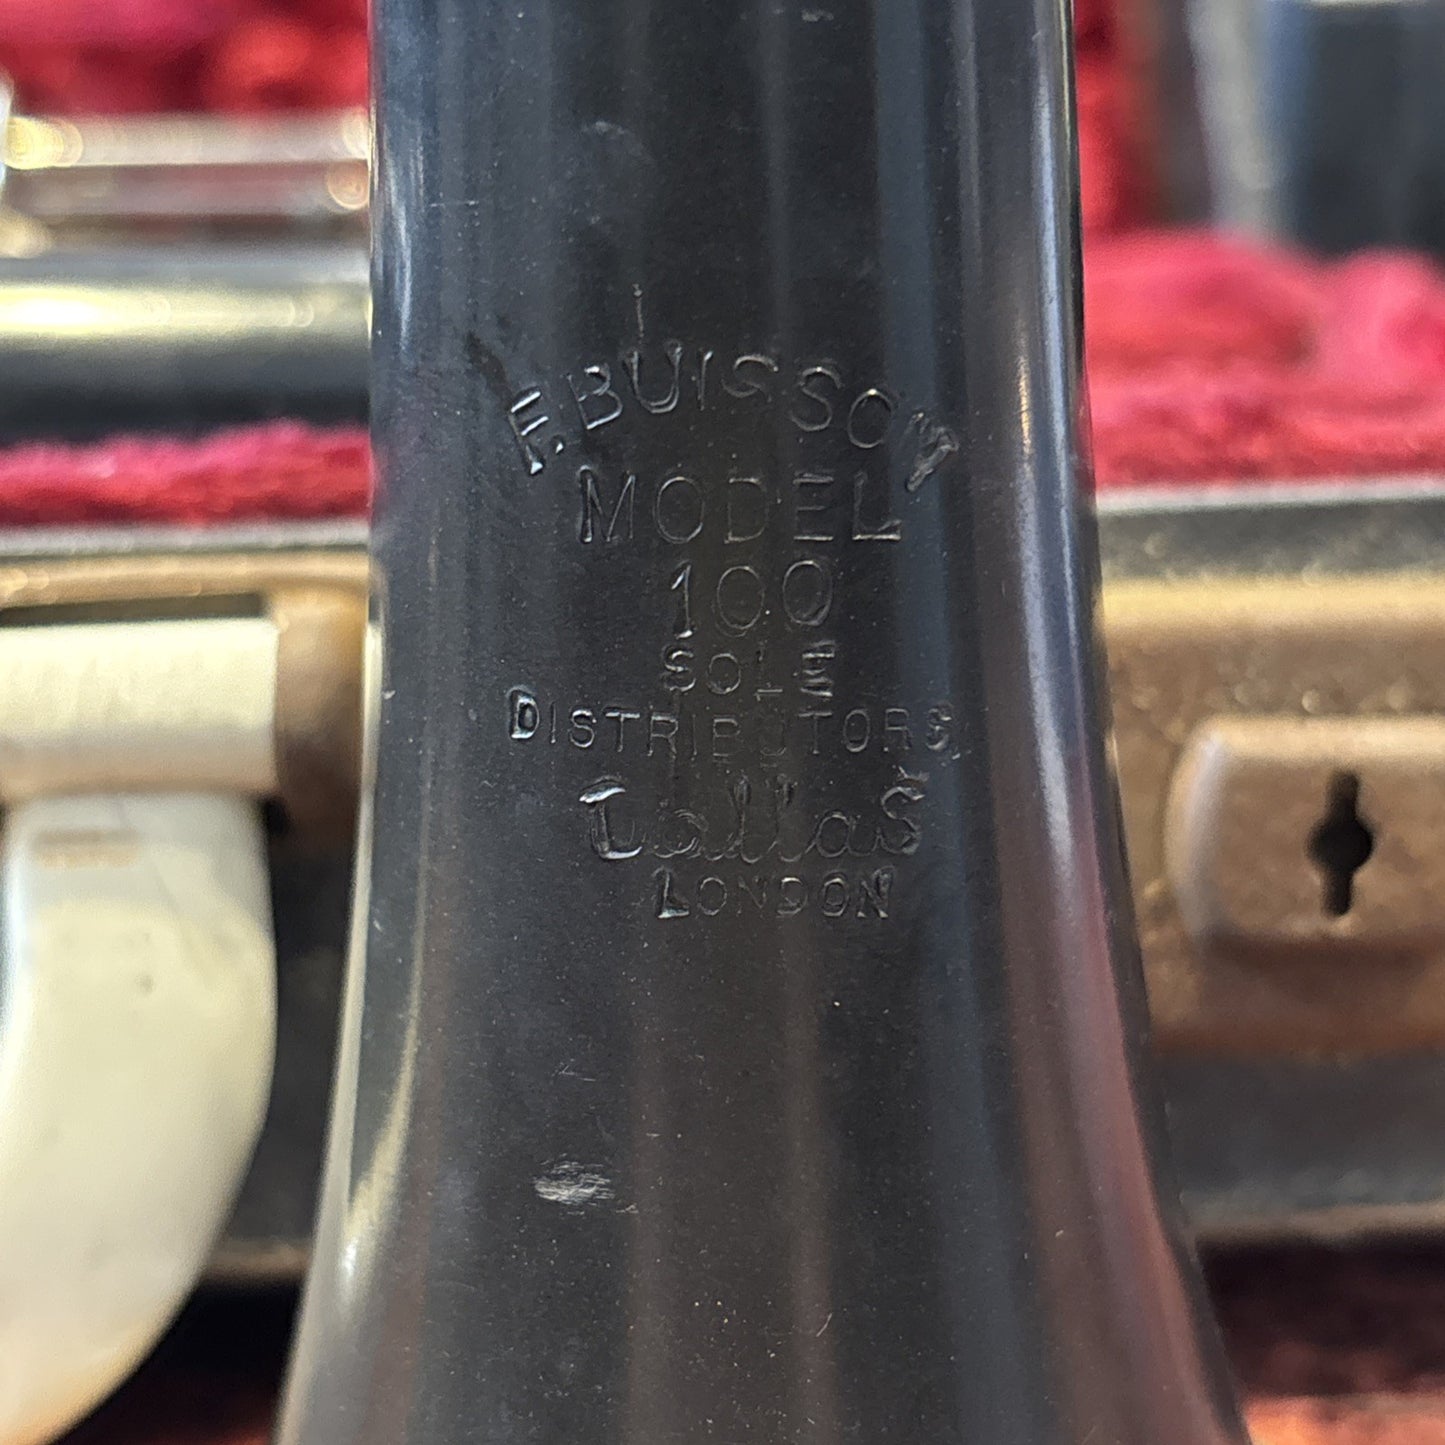 F. BUISSON
MODEL
100
SOLE
DISTRIBUTORS
Dallas
LONDON